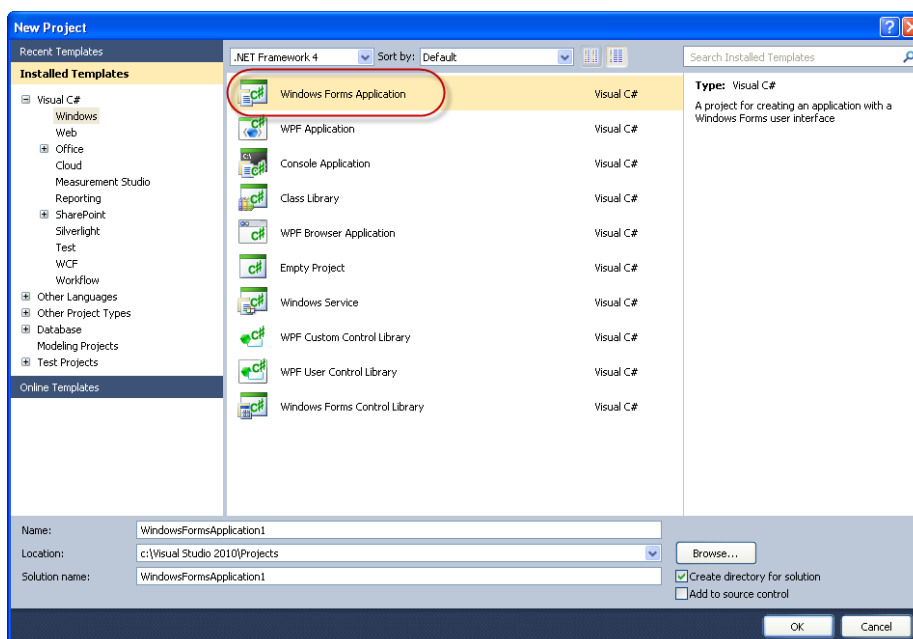 New Project
Recent Templates
Installed Templates
Visual C#
Windows
Web
Office
Cloud
Measurement Studio
Reporting
SharePoint
Silverlight
Test
WCF
Workflow
Other Languages
Other Project Types
Database
Modeling Projects
Test Projects
Online Templates
.NET Framework 4 Sort by: Default
Windows Forms Application Visual C#
WPF Application Visual C#
Console Application Visual C#
Class Library Visual C#
WPF Browser Application Visual C#
Empty Project Visual C#
Windows Service Visual C#
WPF Custom Control Library Visual C#
WPF User Control Library Visual C#
Windows Forms Control Library Visual C#
Search Installed Templates
Type: Visual C#
A project for creating an application with a
Windows Forms user interface
Name: WindowsFormsApplication1
Location: c:\Visual Studio 2010\Projects Browse...
Solution name: WindowsFormsApplication1 Create directory for solution
Add to source control
OK Cancel